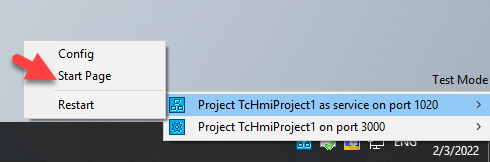 Config
Start Page
Restart
Test Mode
Project TcHmiProject1 as service on port 1020
Project TcHmiProject1 on port 3000
ENG
2/3/2022